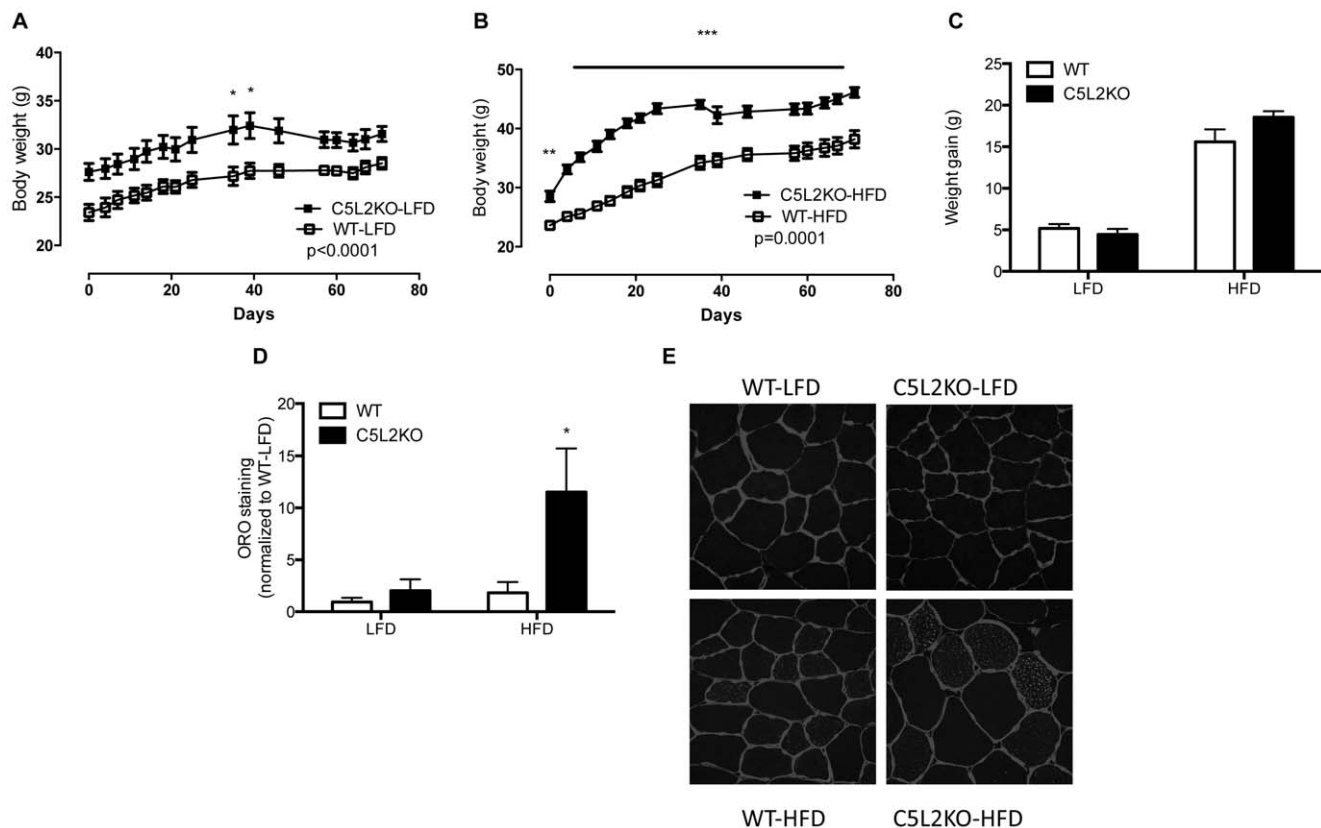 A
Body weight (g)
40
35
30
25
20
* *
C5L2KO-LFD
WT-LFD
p<0.0001
0 20 40 60 80
Days
B
***
Body weight (g)
50
40
30
20
**
C5L2KO-HFD
WT-HFD
p=0.0001
0 20 40 60 80
Days
C
Weight gain (g)
25
20
15
10
5
0
WT
C5L2KO
LFD HFD
D
ORO staining
(normalized to WT-LFD)
20
15
10
5
0
WT
C5L2KO
*
LFD HFD
E
WT-LFD C5L2KO-LFD
WT-HFD C5L2KO-HFD